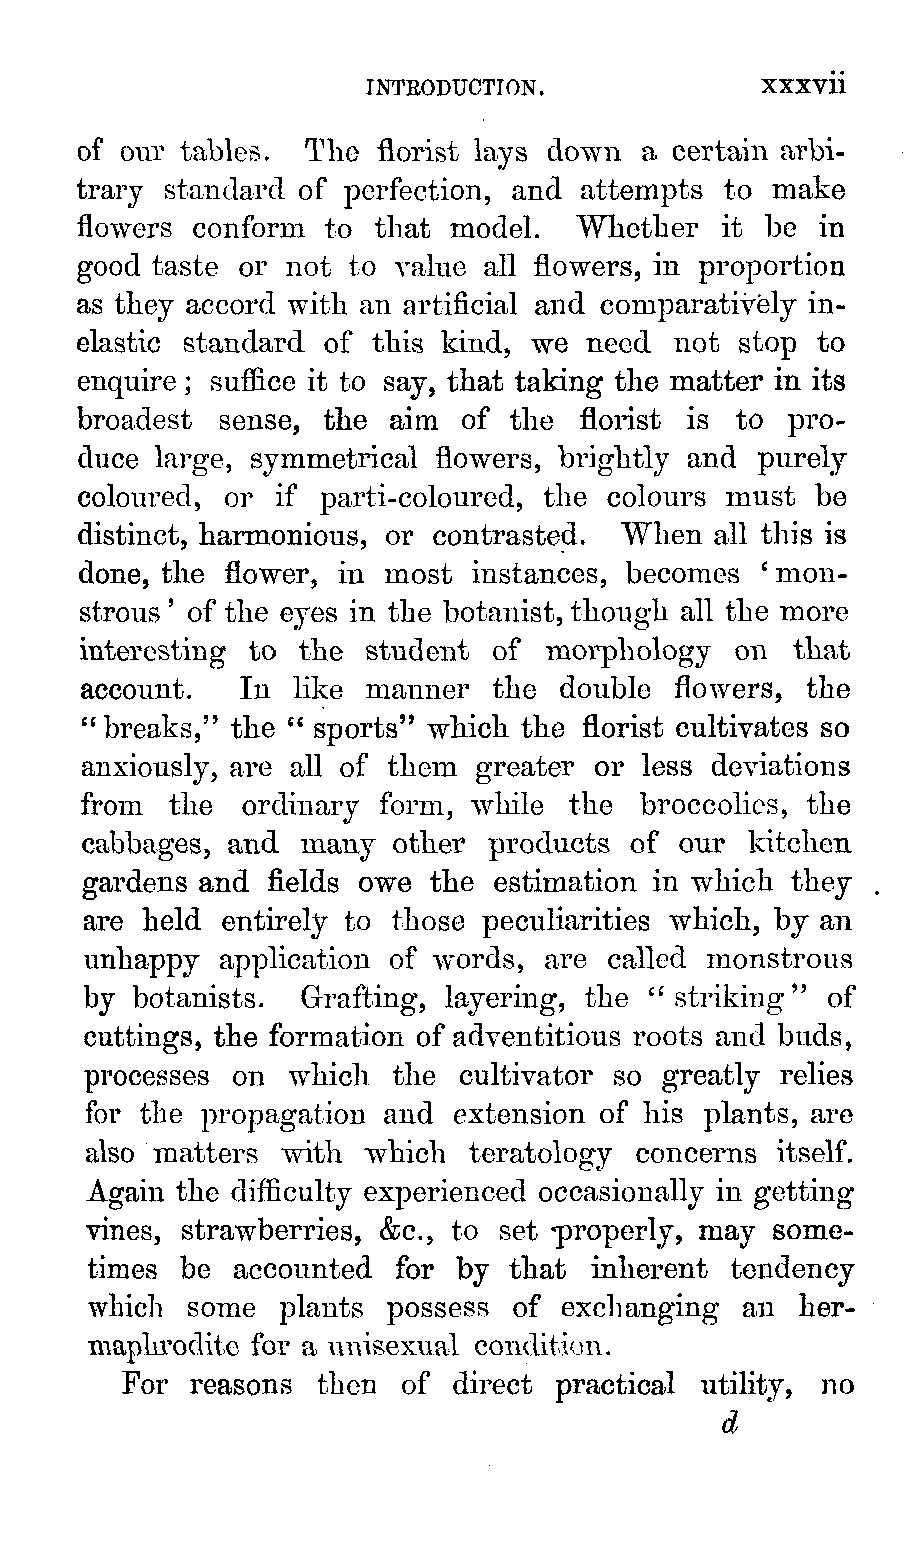 INTRODUCTION. xxxvii
of our tables. The florist lays down a certain arbi-
trary standard of perfection, and attempts to make
flowers conform to that model. Whether it be in
good taste or not to value all flowers, in proportion
as they accord with an artificial and comparatively in-
elastic standard of this kind, we need not stop to
enquire; suffice it to say, that taking the matter in its
broadest sense, the aim of the florist is to pro-
duce large, symmetrical flowers, brightly and purely
coloured, or if parti-coloured, the colours must be
distinct, harmonious, or contrasted. When all this is
done, the flower, in most instances, becomes ‘mon-
strous’ of the eyes in the botanist, though all the more
interesting to the student of morphology on that
account. In like manner the double flowers, the
“breaks,” the “sports” which the florist cultivates so
anxiously, are all of them greater or less deviations
from the ordinary form, while the broccolies, the
cabbages, and many other products of our kitchen
gardens and fields owe the estimation in which they
are held entirely to those peculiarities which, by an
unhappy application of words, are called monstrous
by botanists. Grafting, layering, the “striking” of
cuttings, the formation of adventitious roots and buds,
processes on which the cultivator so greatly relies
for the propagation and extension of his plants, are
also matters with which teratology concerns itself.
Again the difficulty experienced occasionally in getting
vines, strawberries, &c., to set properly, may some-
times be accounted for by that inherent tendency
which some plants possess of exchanging an her-
maphrodite for a unisexual condition.
For reasons then of direct practical utility, no
d